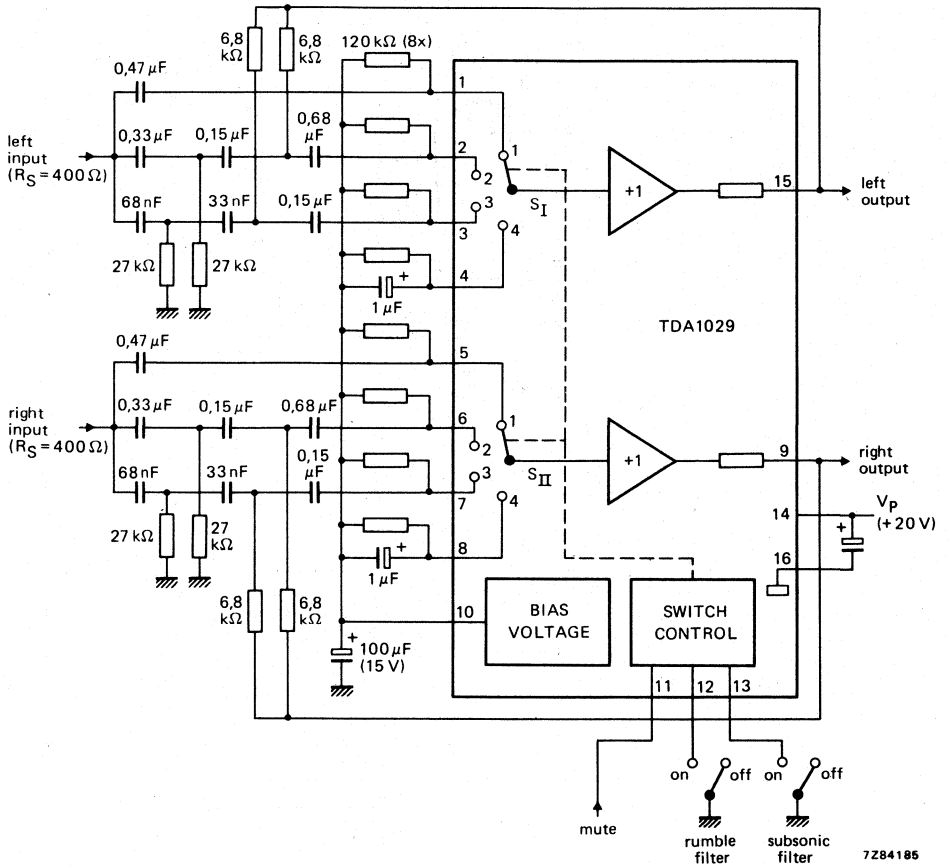 6,8
kΩ
6,8
kΩ
120 kΩ (8x)
0,47 μF
1
left
input
(RS = 400 Ω)
0,33 μF
0,15 μF
0,68
μF
2
68 nF
33 nF
0,15 μF
3
27 kΩ
27 kΩ
+
4
1 μF
1
2
3
4
SI
+1
15
left
output
TDA1029
0,47 μF
5
right
input
(RS = 400 Ω)
0,33 μF
0,15 μF
0,68 μF
6
68 nF
33 nF
0,15
μF
7
27 kΩ
27
kΩ
+
8
1 μF
1
2
3
4
SII
+1
9
right
output
14
VP
(+ 20 V)
+
16
6,8
kΩ
6,8
kΩ
10
+
100 μF
(15 V)
BIAS
VOLTAGE
SWITCH
CONTROL
11
12
13
on
off
on
off
mute
rumble
filter
subsonic
filter
7Z84185